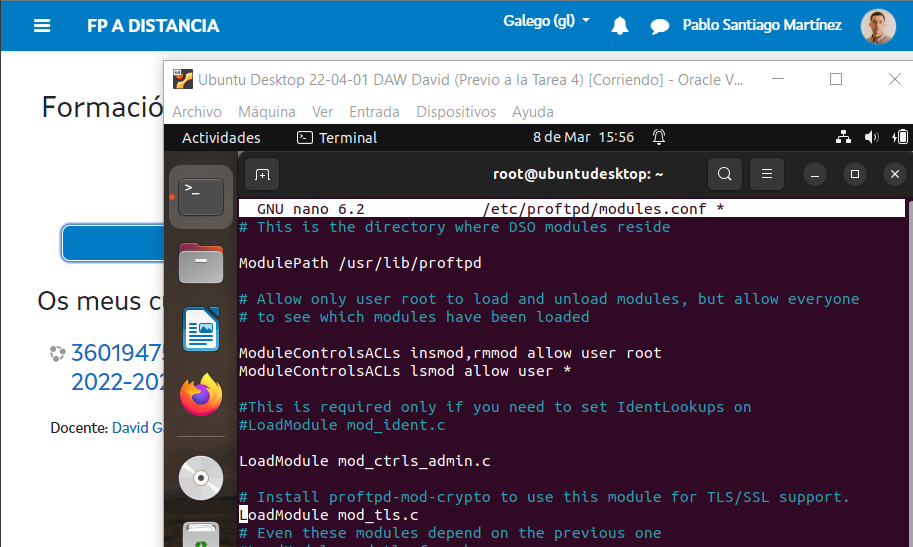 FP A DISTANCIA
Galego (gl)
Pablo Santiago Martínez
Formació
Ubuntu Desktop 22-04-01 DAW David (Previo a la Tarea 4) [Corriendo] - Oracle V...
Archivo Máquina Ver Entrada Dispositivos Ayuda
Actividades
Terminal
8 de Mar 15:56
root@ubuntudesktop: ~
GNU nano 6.2 /etc/proftpd/modules.conf *
# This is the directory where DSO modules reside
ModulePath /usr/lib/proftpd
# Allow only user root to load and unload modules, but allow everyone
# to see which modules have been loaded
ModuleControlsACLs insmod,rmmod allow user root
ModuleControlsACLs lsmod allow user *
#This is required only if you need to set IdentLookups on
#LoadModule mod_ident.c
LoadModule mod_ctrls_admin.c
# Install proftpd-mod-crypto to use this module for TLS/SSL support.
LoadModule mod_tls.c
# Even these modules depend on the previous one
Os meus c
3601947
2022-202
Docente: David G